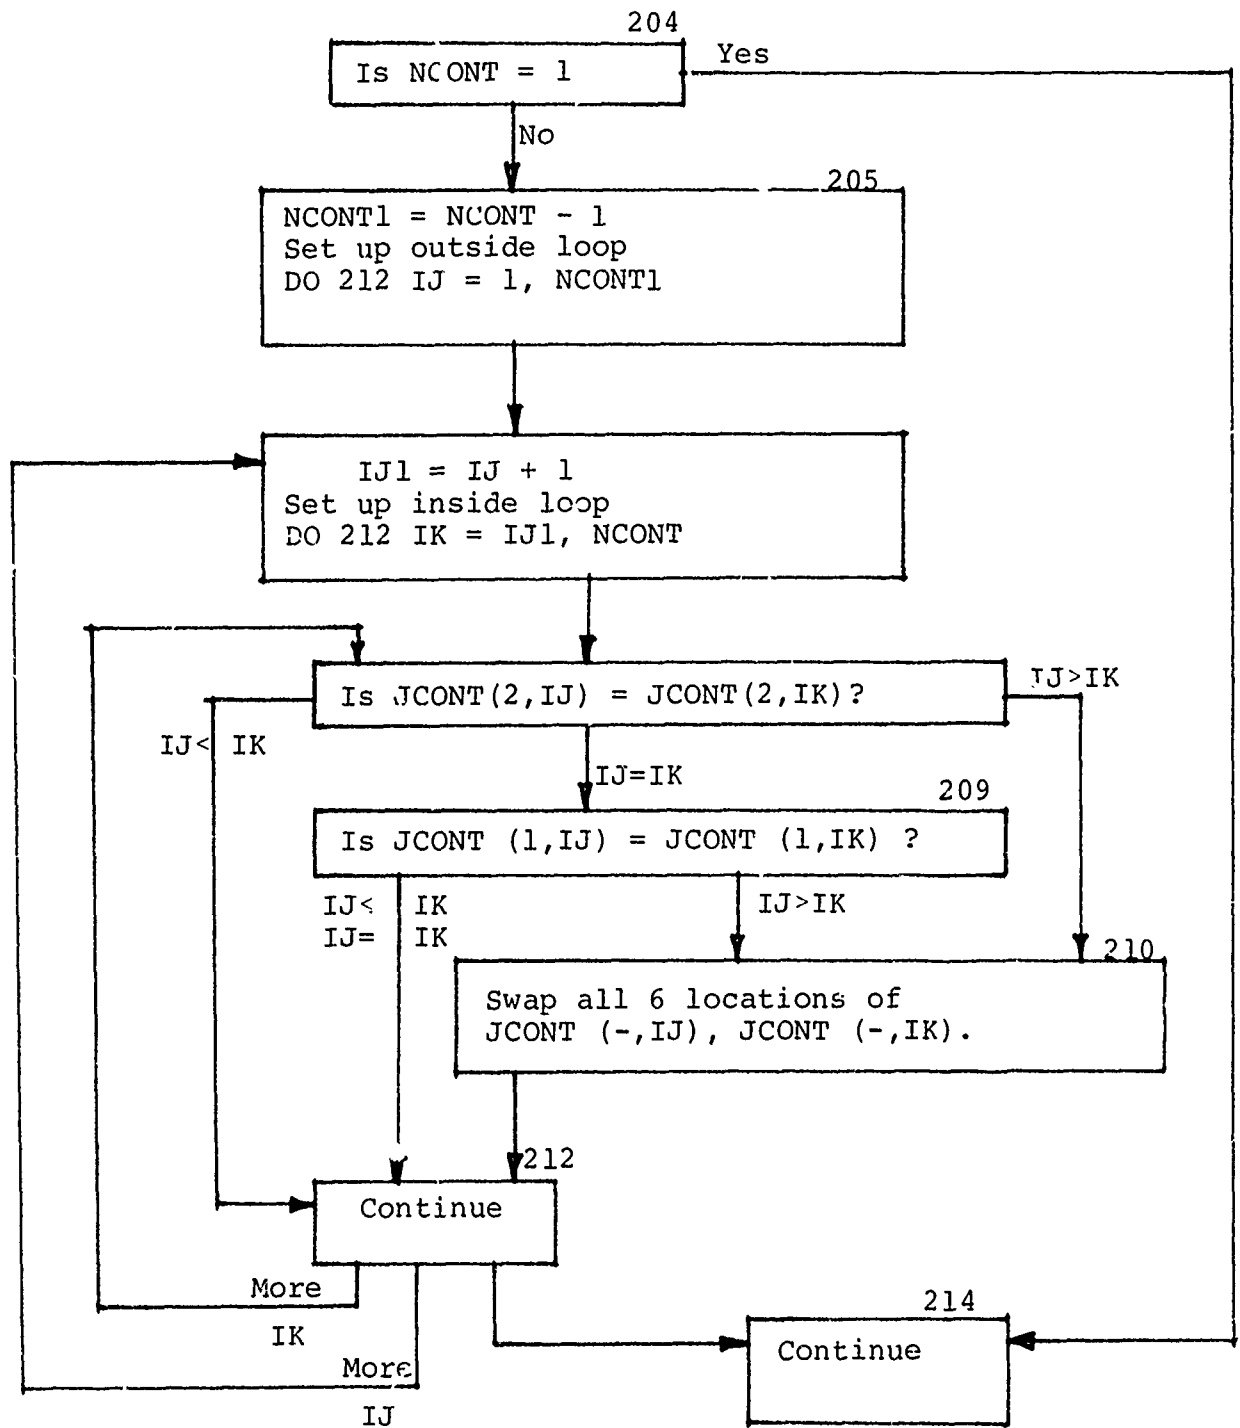 204
Is NCONT = 1
Yes
No
205
NCONT1 = NCONT - 1
Set up outside loop
DO 212 IJ = 1, NCONT1
IJ1 = IJ + 1
Set up inside loop
DO 212 IK = IJ1, NCONT
Is JCONT(2,IJ) = JCONT(2,IK)?
IJ>IK
IJ< IK
IJ=IK
209
Is JCONT (1,IJ) = JCONT (1,IK) ?
IJ< IK
IJ= IK
IJ>IK
210
Swap all 6 locations of
JCONT (-,IJ), JCONT (-,IK).
212
Continue
More
IK
More
IJ
214
Continue